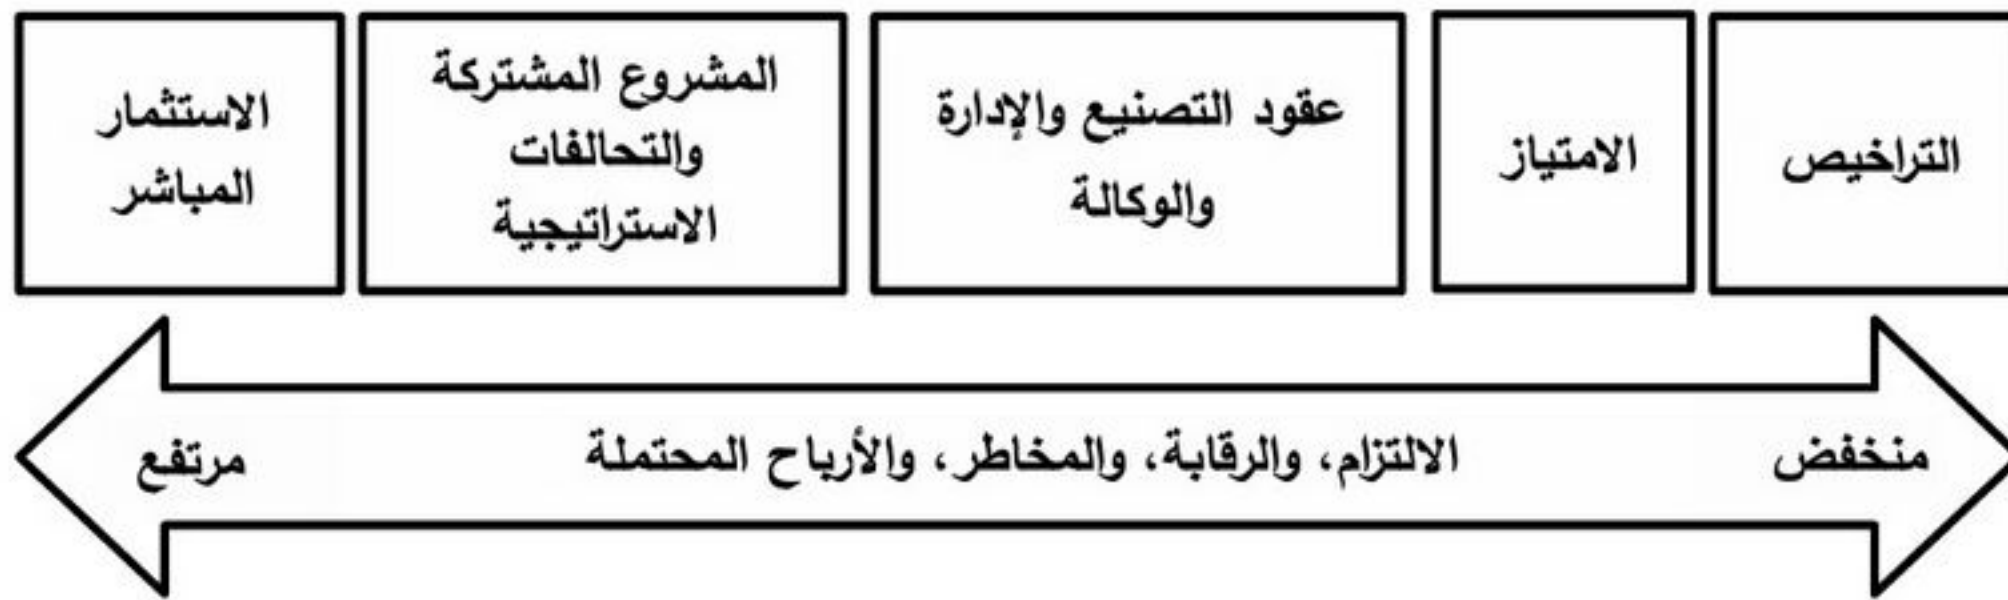 التراخيص
الامتياز
عقود التصنيع والإدارة
والوكالة
المشروع المشتركة
والتحالفات
الاستراتيجية
الاستثمار
المباشر
منخفض
الالتزام، والرقابة، والمخاطر، والأرباح المحتملة
مرتفع